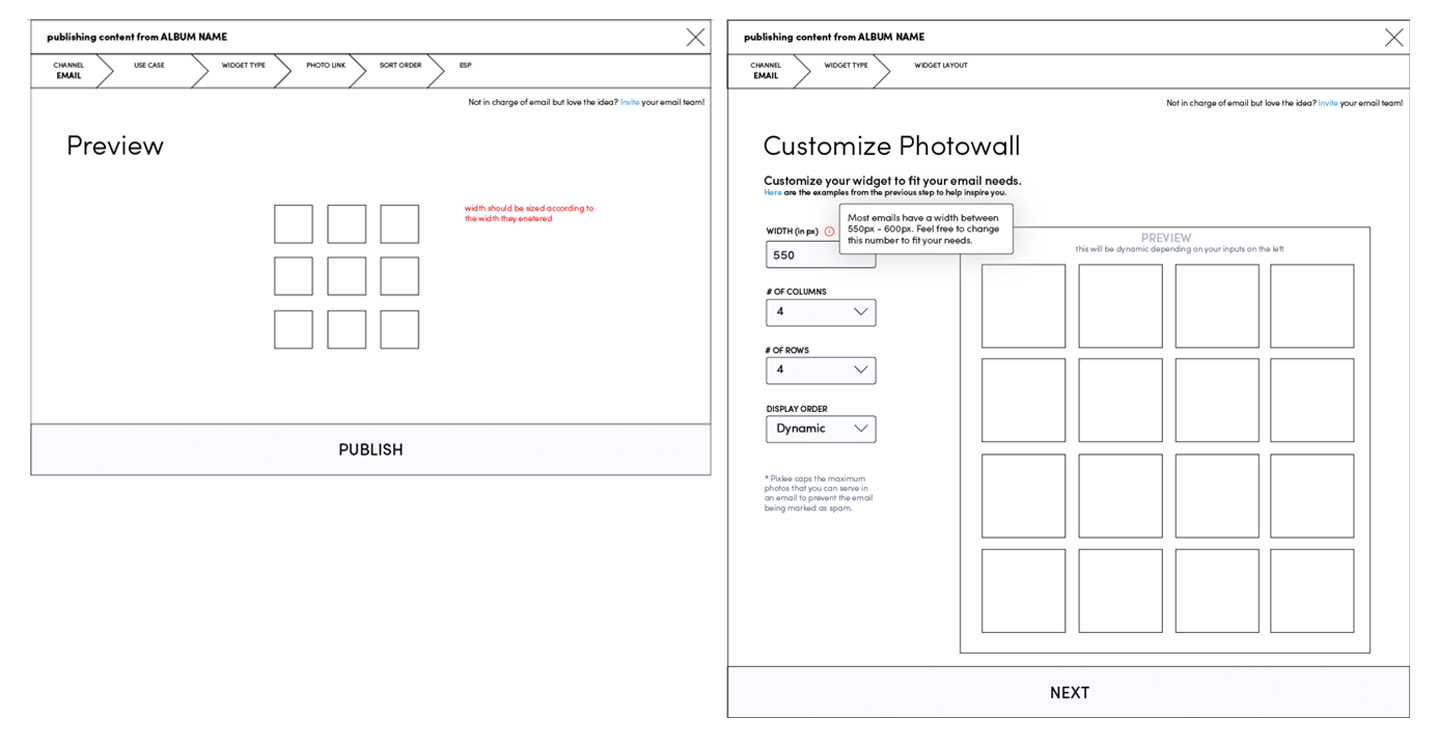 publishing content from ALBUM NAME
CHANNEL
EMAIL
USE CASE
WIDGET TYPE
PHOTO LINK
SORT ORDER
ESP
Not in charge of email but love the idea? Invite your email team!
Preview
width should be sized according to
the width they enetered
PUBLISH
publishing content from ALBUM NAME
CHANNEL
EMAIL
WIDGET TYPE
WIDGET LAYOUT
Not in charge of email but love the idea? Invite your email team!
Customize Photowall
Customize your widget to fit your email needs.
Here are the examples from the previous step to help inspire you.
WIDTH (in px)
Most emails have a width between
550px - 600px. Feel free to change
this number to fit your needs.
550
# OF COLUMNS
4
# OF ROWS
4
DISPLAY ORDER
Dynamic
* Pixlee caps the maximum
photos that you can serve in
an email to prevent the email
being marked as spam.
PREVIEW
this will be dynamic depending on your inputs on the left
NEXT